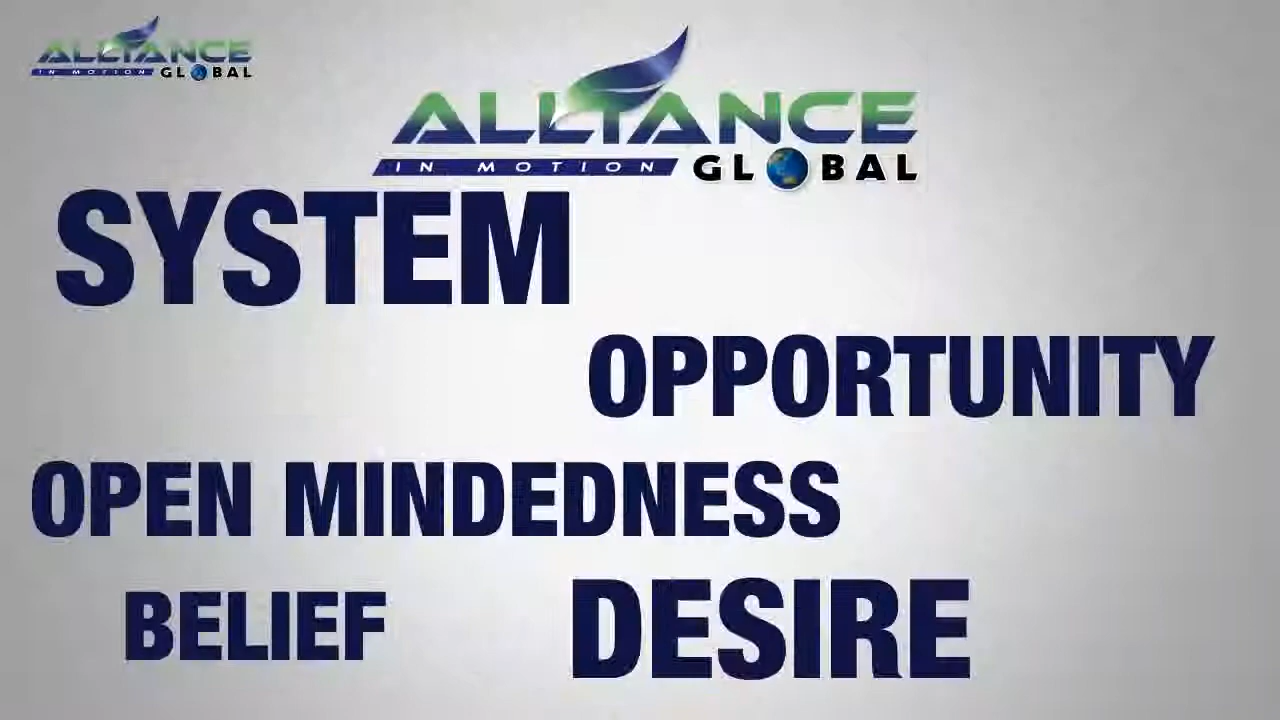 ALLIANCE
IN MOTION GLOBAL
ALLIANCE
IN MOTION GLOBAL
SYSTEM
OPPORTUNITY
OPEN MINDEDNESS
BELIEF
DESIRE